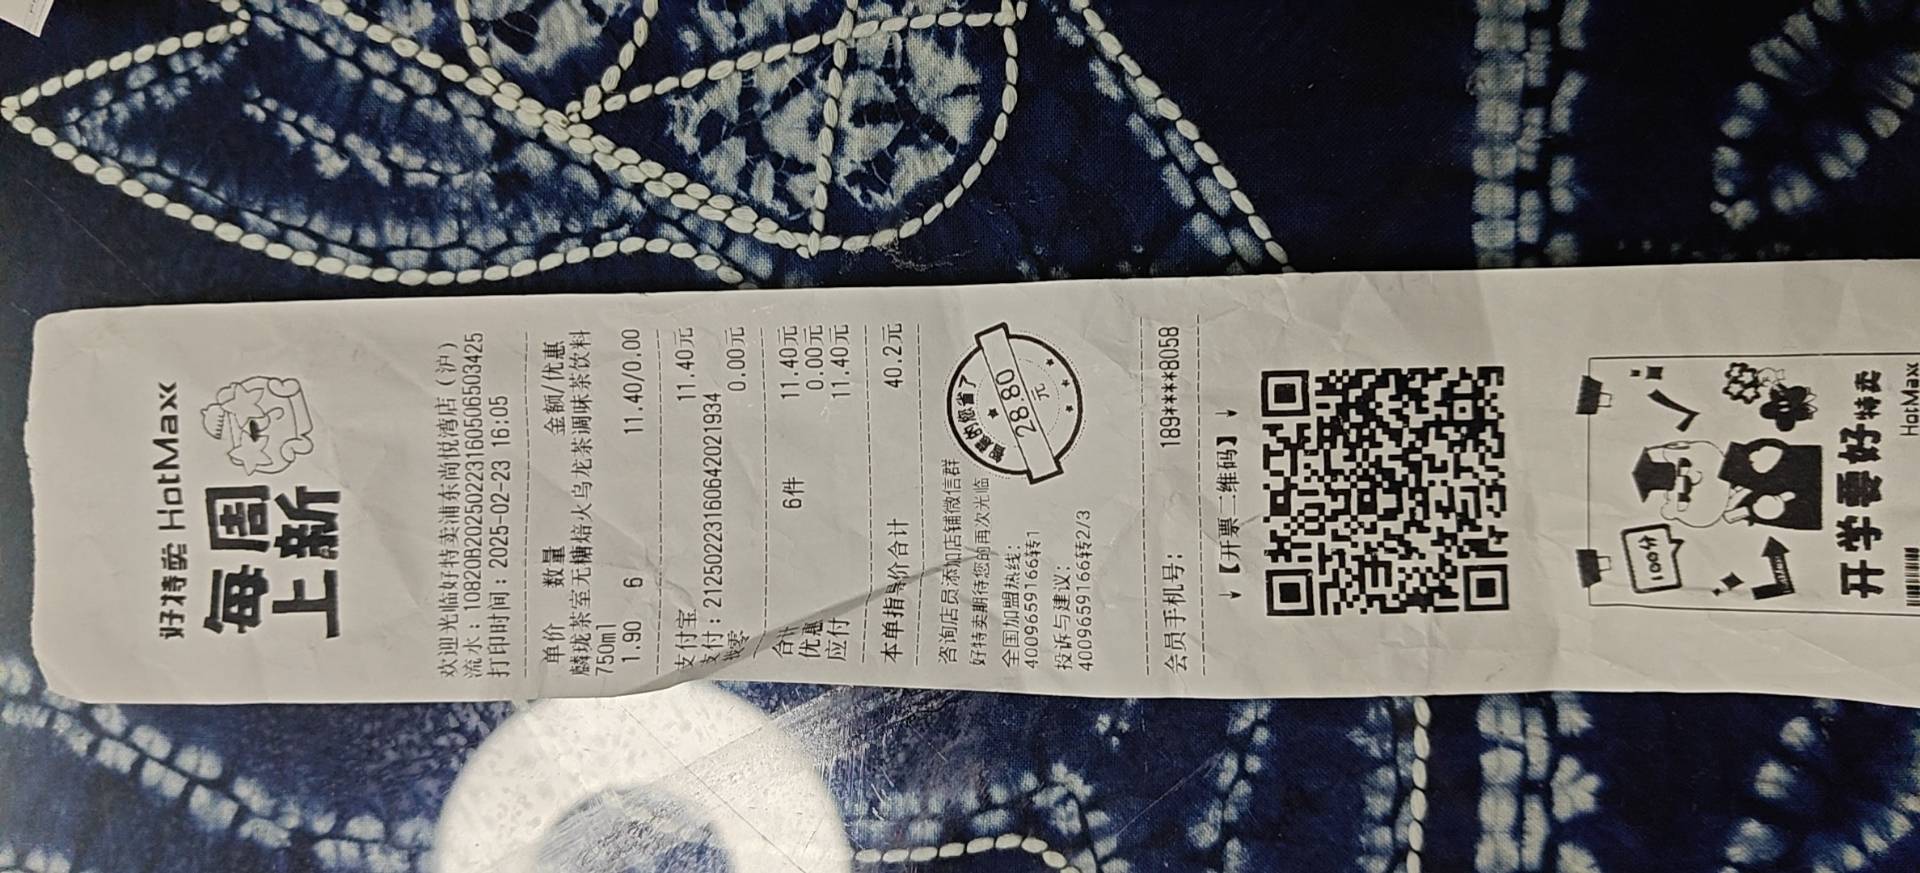 好特卖 HotMaxx
每周
上新
欢迎光临好特卖浦东尚悦湾店(沪)
流水:10820B20250223160506503425
打印时间:2025-02-23 16:05
单价 数量 金额/优惠
麟珑茶室无糖焙火乌龙茶调味茶饮料
750ml
1.90 6 11.40/0.00
支付宝 11.40元
支付:21250223160642021934
0.00元
合计 6件 11.40元
优惠 0.00元
应付 11.40元
本单指导价合计 40.2元
咨询店员添加店铺微信群
好特卖期待您的再次光临
全国加盟热线:
4009659166转1
投诉与建议:
4009659166转2/3
28.80
元
会员手机号: 189****8058
↓【开票二维码】↓
100分
开学要好特卖
HotMaxx